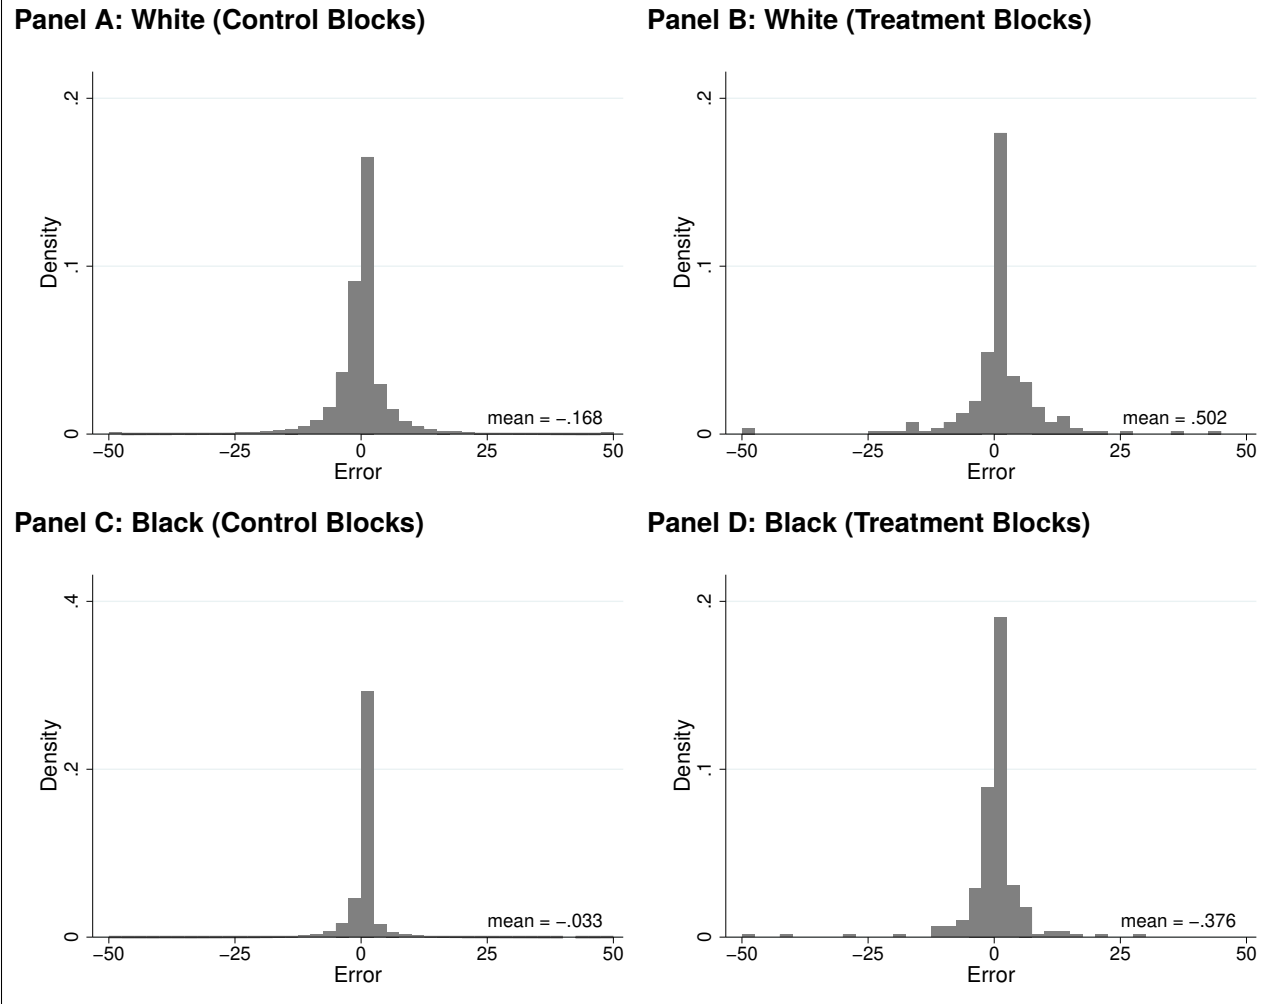 Panel A: White (Control Blocks)
.2
.1
0
Density
mean = −.168
−50 −25 0 25 50
Error
Panel B: White (Treatment Blocks)
.2
.1
0
Density
mean = .502
−50 −25 0 25 50
Error
Panel C: Black (Control Blocks)
.4
.2
0
Density
mean = −.033
−50 −25 0 25 50
Error
Panel D: Black (Treatment Blocks)
.2
.1
0
Density
mean = −.376
−50 −25 0 25 50
Error